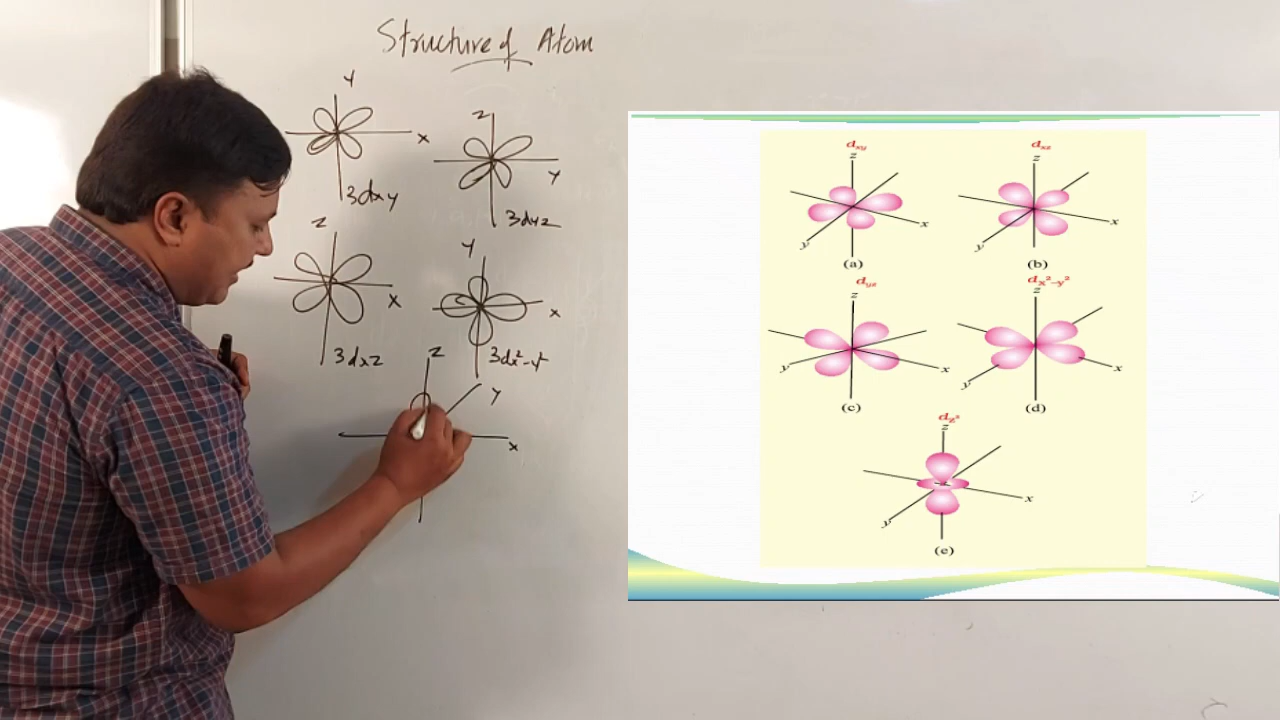 Structure of Atom
Y
X
3dxy
Z
Y
3dyz
Z
X
3dxz
Y
X
3dx²-y²
Z
Y
X
dxy
z
x
y
(a)
dxz
z
x
y
(b)
dyz
z
x
y
(c)
dx²-y²
z
x
y
(d)
dz²
z
x
y
(e)